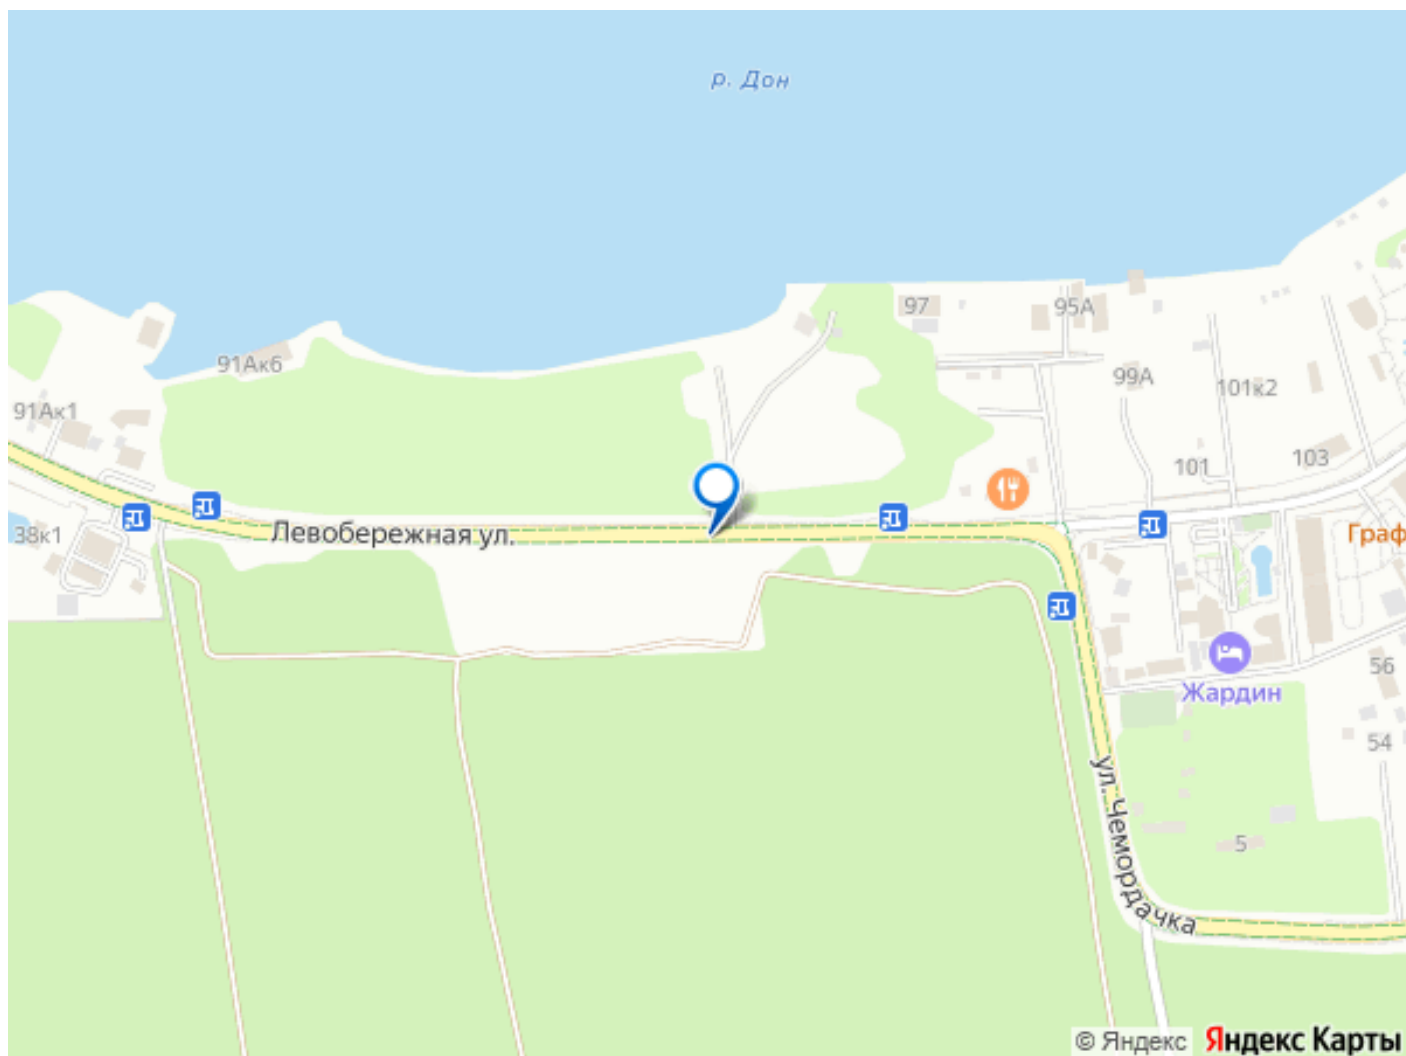 р. Дон
97
95А
91Ак6
99А
101к2
91Ак1
101
103
38к1
Левобережная ул.
Граф
56
Жардин
54
ул. Чемордачка
5
© Яндекс Яндекс Карты